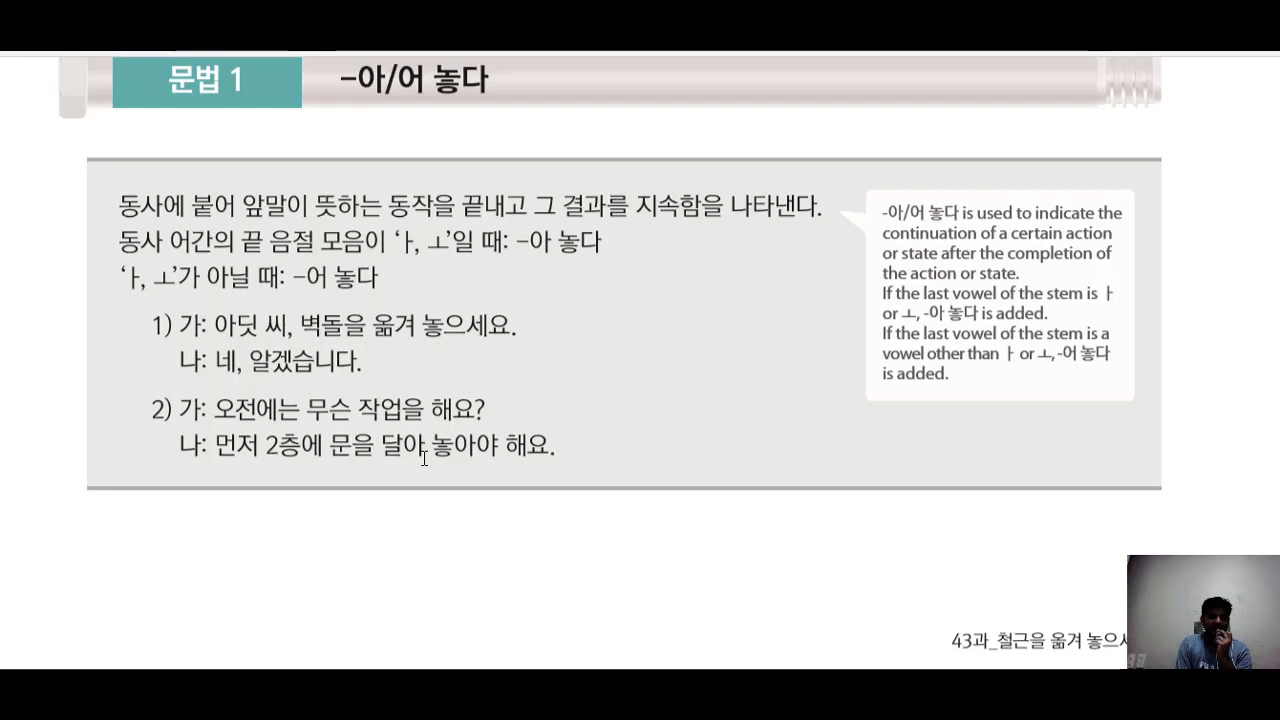 문법 1
–아/어 놓다
동사에 붙어 앞말이 뜻하는 동작을 끝내고 그 결과를 지속함을 나타낸다.
동사 어간의 끝 음절 모음이 ‘ㅏ, ㅗ’일 때: –아 놓다
‘ㅏ, ㅗ’가 아닐 때: –어 놓다
1) 가: 아딧 씨, 벽돌을 옮겨 놓으세요.
나: 네, 알겠습니다.
2) 가: 오전에는 무슨 작업을 해요?
나: 먼저 2층에 문을 달아 놓아야 해요.
-아/어 놓다 is used to indicate the
continuation of a certain action
or state after the completion of
the action or state.
If the last vowel of the stem is ㅏ
or ㅗ, -아 놓다 is added.
If the last vowel of the stem is a
vowel other than ㅏ or ㅗ, -어 놓다
is added.
43과_철근을 옮겨 놓으